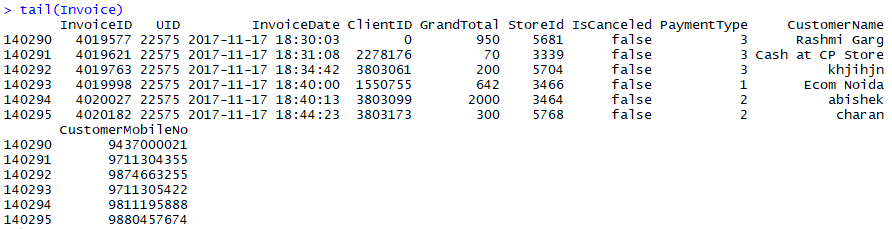 > tail(Invoice)
InvoiceID UID InvoiceDate ClientID GrandTotal StoreId IsCanceled PaymentType CustomerName
140290 4019577 22575 2017-11-17 18:30:03 0 950 5681 false 3 Rashmi Garg
140291 4019621 22575 2017-11-17 18:31:08 2278176 70 3339 false 3 Cash at CP Store
140292 4019763 22575 2017-11-17 18:34:42 3803061 200 5704 false 3 khjihjn
140293 4019998 22575 2017-11-17 18:40:00 1550755 642 3466 false 1 Ecom Noida
140294 4020027 22575 2017-11-17 18:40:13 3803099 2000 3464 false 2 abishek
140295 4020182 22575 2017-11-17 18:44:23 3803173 300 5768 false 2 charan
CustomerMobileNo
140290 9437000021
140291 9711304355
140292 9874663255
140293 9711305422
140294 9811195888
140295 9880457674